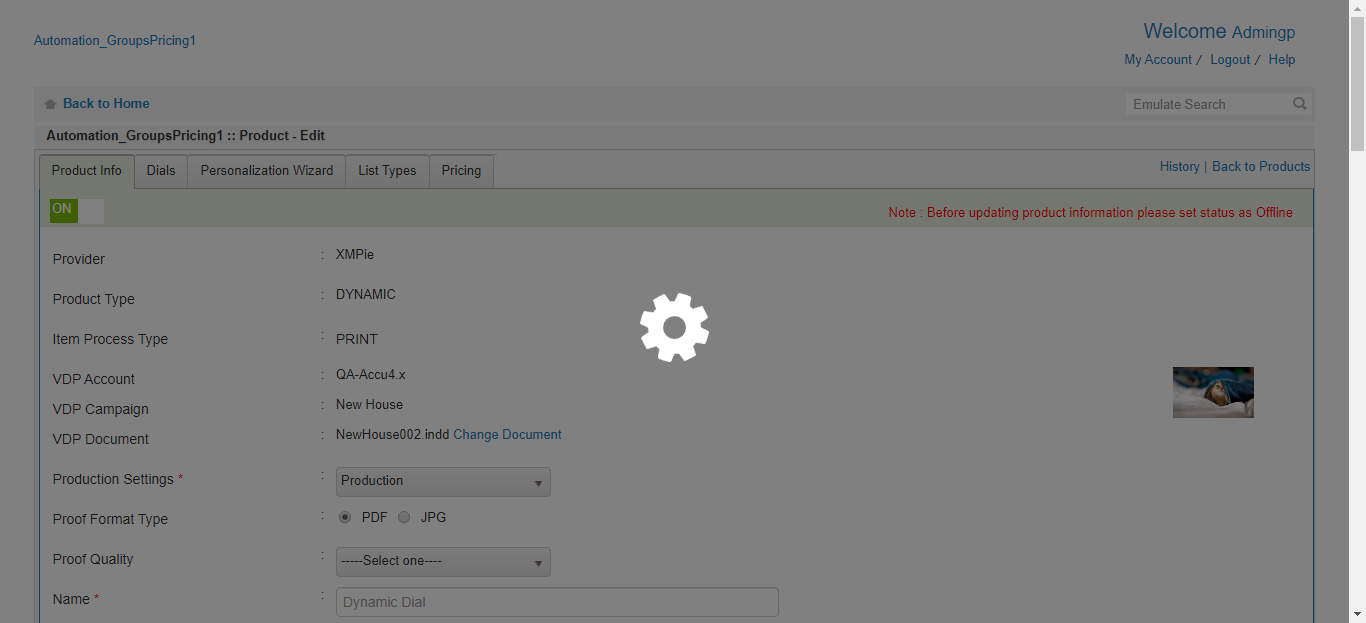 Automation_GroupsPricing1
Welcome Admingp
My Account / Logout / Help
Back to Home
Emulate Search
Automation_GroupsPricing1 :: Product - Edit
Product Info Dials Personalization Wizard List Types Pricing
History | Back to Products
ON
Note : Before updating product information please set status as Offline
Provider : XMPie
Product Type : DYNAMIC
Item Process Type : PRINT
VDP Account : QA-Accu4.x
VDP Campaign : New House
VDP Document : NewHouse002.indd Change Document
Production Settings * : Production
Proof Format Type : PDF JPG
Proof Quality : -----Select one----
Name * : Dynamic Dial